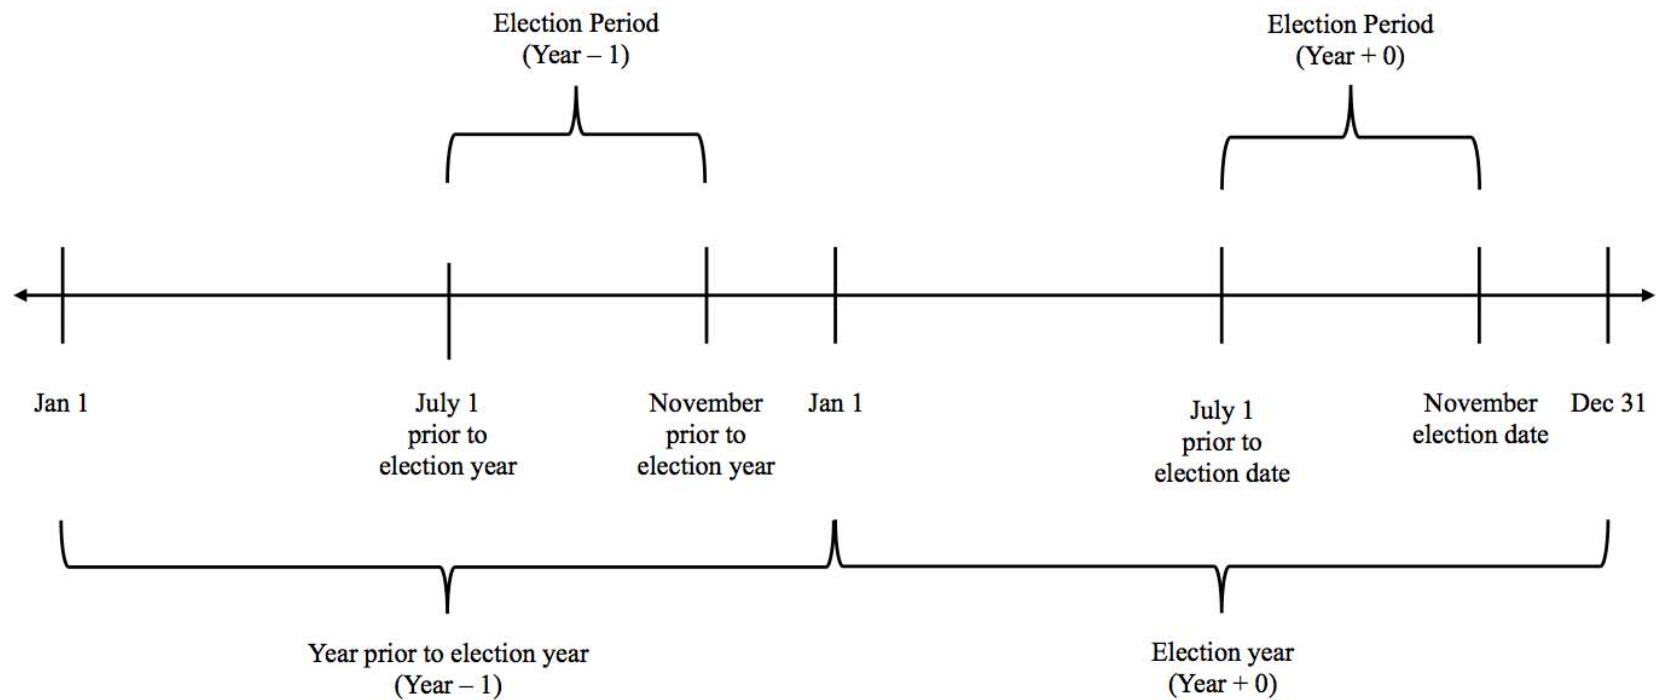 Election Period
(Year – 1)
Election Period
(Year + 0)
Jan 1
July 1
prior to
election year
November
prior to
election year
Jan 1
July 1
prior to
election date
November
election date
Dec 31
Year prior to election year
(Year – 1)
Election year
(Year + 0)